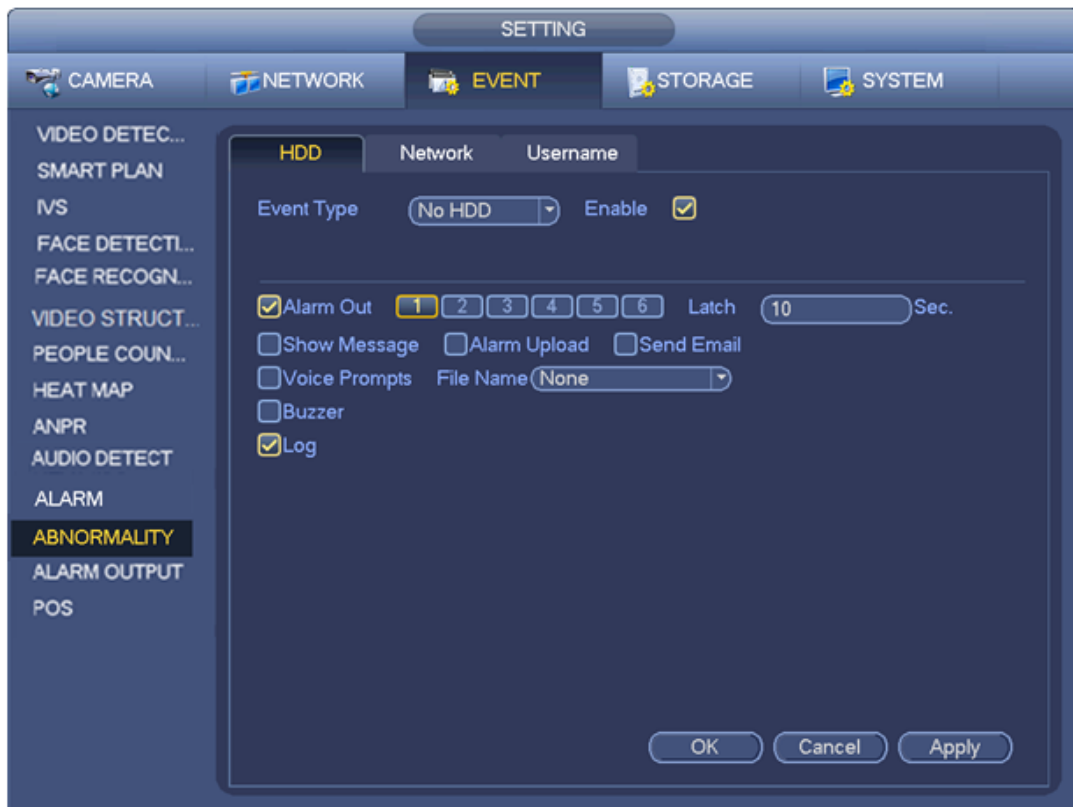 SETTING
CAMERA NETWORK EVENT STORAGE SYSTEM
VIDEO DETEC...
SMART PLAN
IVS
FACE DETECTI...
FACE RECOGN...
VIDEO STRUCT...
PEOPLE COUN...
HEAT MAP
ANPR
AUDIO DETECT
ALARM
ABNORMALITY
ALARM OUTPUT
POS
HDD Network Username
Event Type No HDD Enable
Alarm Out 1 2 3 4 5 6 Latch 10 Sec.
Show Message Alarm Upload Send Email
Voice Prompts File Name None
Buzzer
Log
OK Cancel Apply